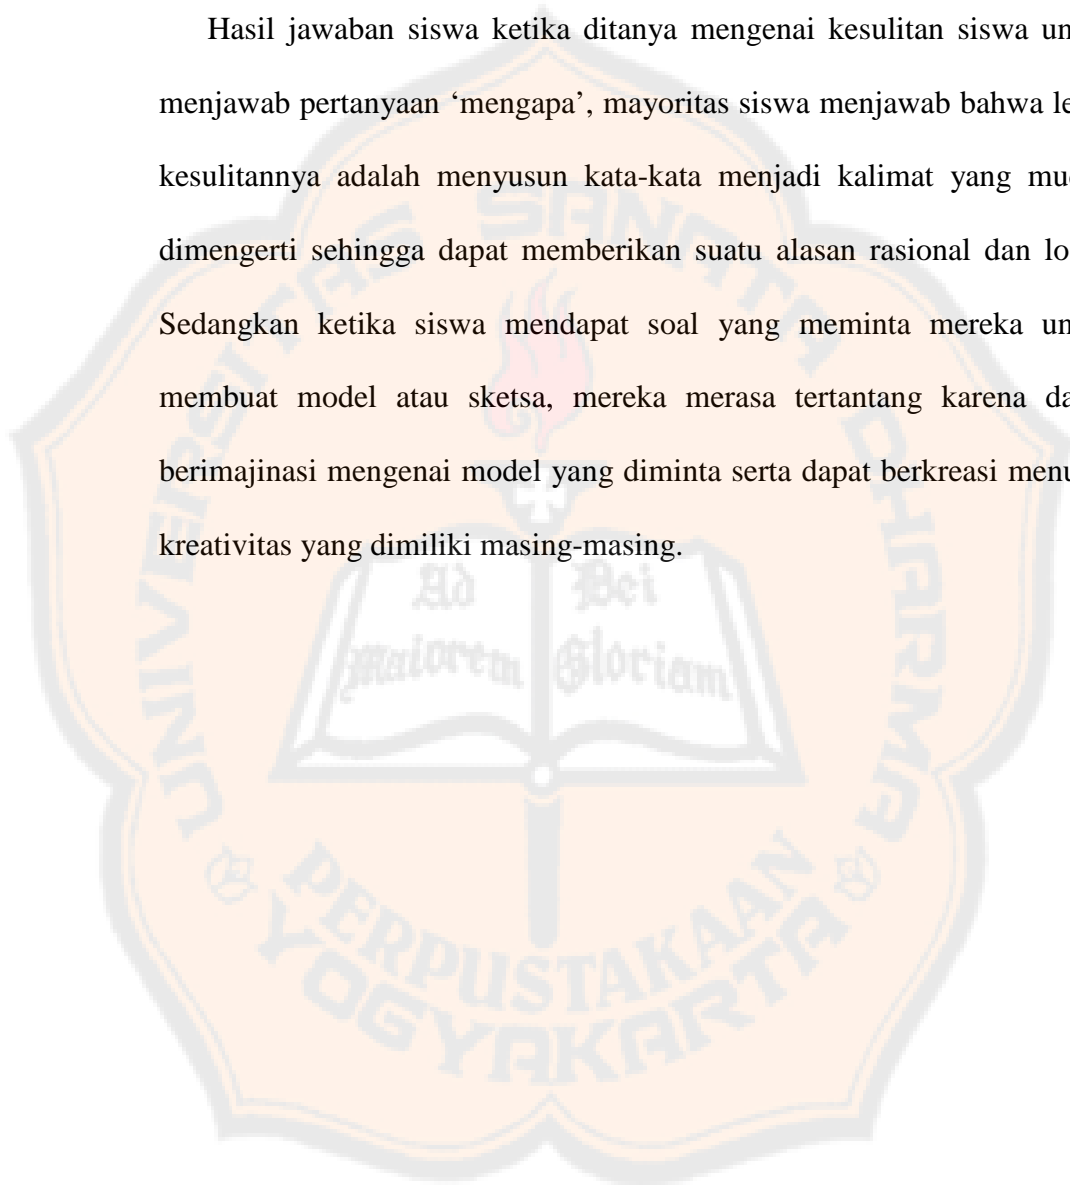 Hasil jawaban siswa ketika ditanya mengenai kesulitan siswa un
menjawab pertanyaan ‘mengapa’, mayoritas siswa menjawab bahwa le
kesulitannya adalah menyusun kata-kata menjadi kalimat yang mu
dimengerti sehingga dapat memberikan suatu alasan rasional dan lo
Sedangkan ketika siswa mendapat soal yang meminta mereka un
membuat model atau sketsa, mereka merasa tertantang karena da
berimajinasi mengenai model yang diminta serta dapat berkreasi menu
kreativitas yang dimiliki masing-masing.
UNIVERSITAS SANATA DHARMA
Ad Dei
Maiorem Gloriam
PERPUSTAKAAN
YOGYAKARTA